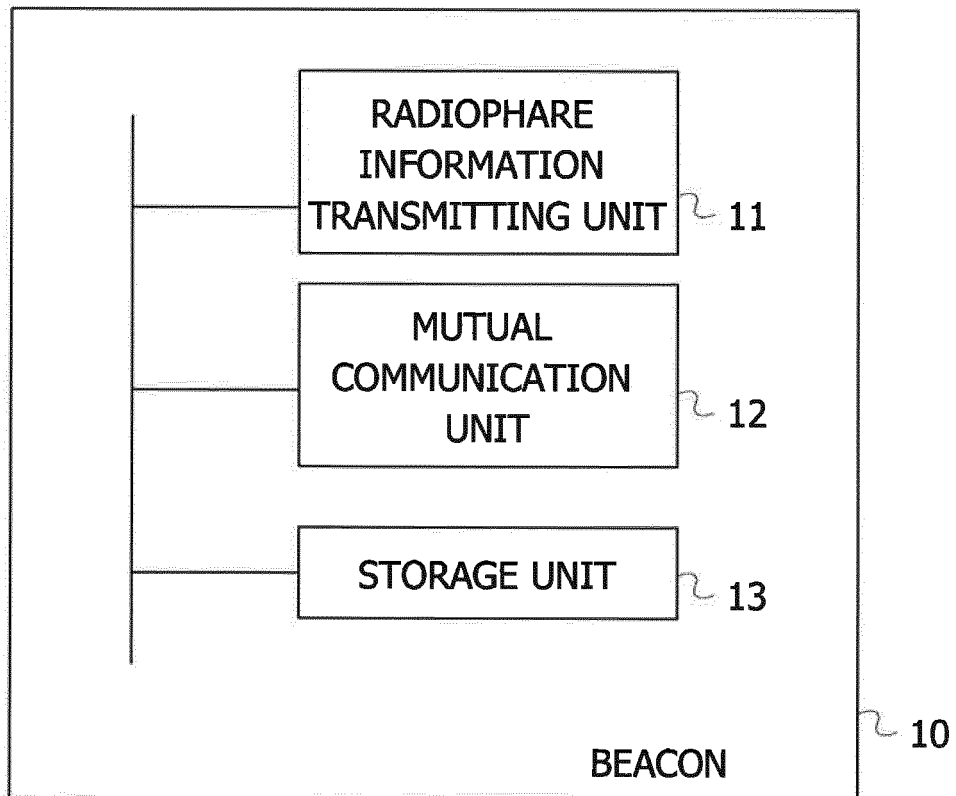 RADIOPHARE
INFORMATION
TRANSMITTING UNIT
11
MUTUAL
COMMUNICATION
UNIT
12
STORAGE UNIT
13
10
BEACON